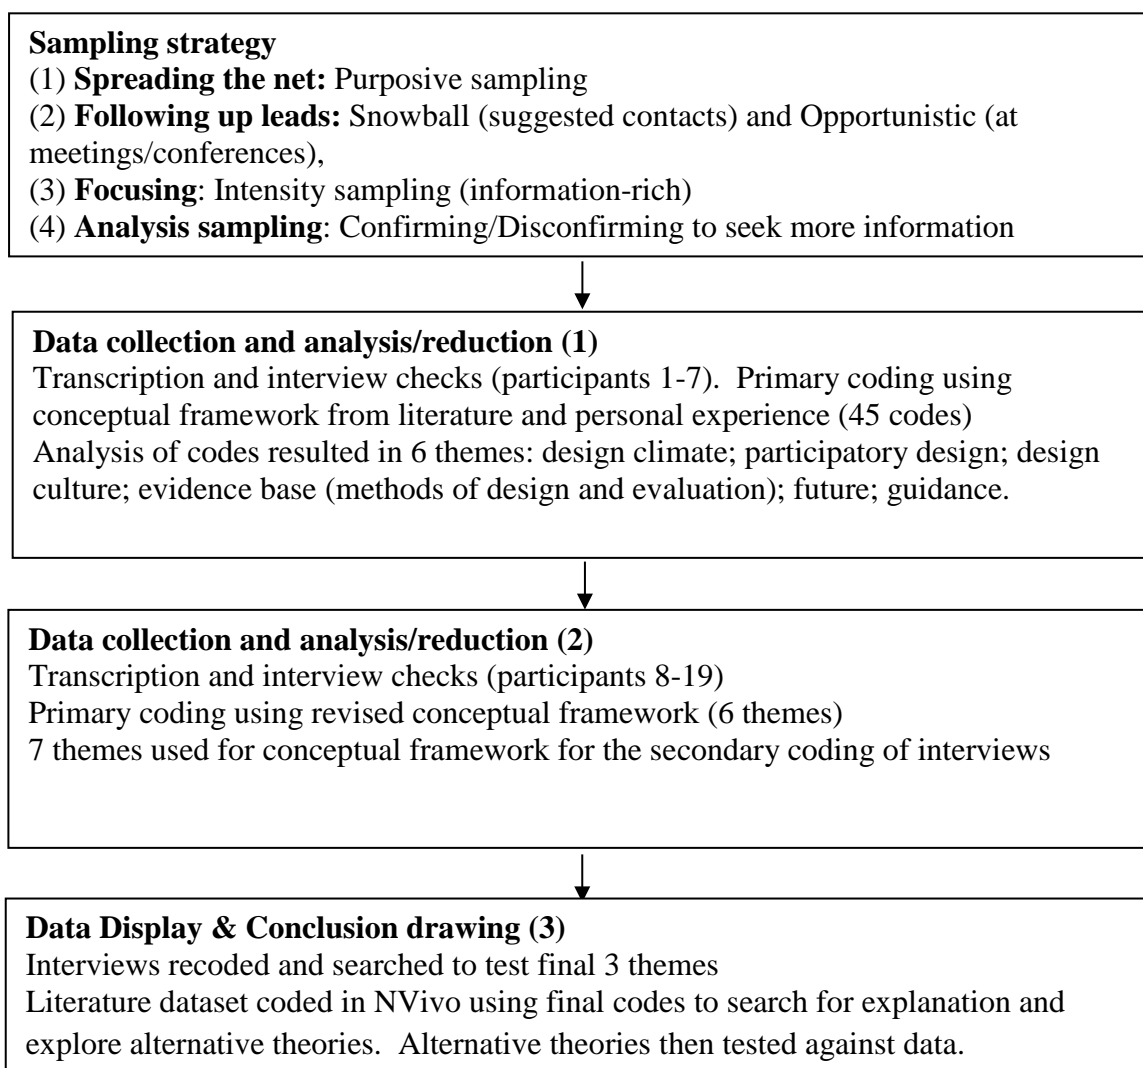 Sampling strategy
(1) Spreading the net: Purposive sampling
(2) Following up leads: Snowball (suggested contacts) and Opportunistic (at
meetings/conferences),
(3) Focusing: Intensity sampling (information-rich)
(4) Analysis sampling: Confirming/Disconfirming to seek more information
Data collection and analysis/reduction (1)
Transcription and interview checks (participants 1-7).  Primary coding using
conceptual framework from literature and personal experience (45 codes)
Analysis of codes resulted in 6 themes: design climate; participatory design; design
culture; evidence base (methods of design and evaluation); future; guidance.
Data collection and analysis/reduction (2)
Transcription and interview checks (participants 8-19)
Primary coding using revised conceptual framework (6 themes)
7 themes used for conceptual framework for the secondary coding of interviews
Data Display & Conclusion drawing (3)
Interviews recoded and searched to test final 3 themes
Literature dataset coded in NVivo using final codes to search for explanation and
explore alternative theories.  Alternative theories then tested against data.